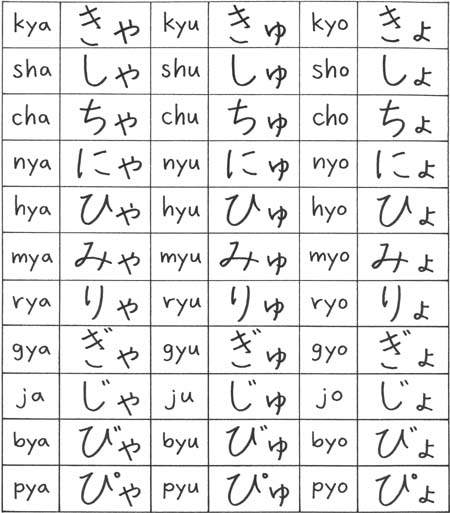 kya きゃ kyu きゅ kyo きょ
sha しゃ shu しゅ sho しょ
cha ちゃ chu ちゅ cho ちょ
nya にゃ nyu にゅ nyo にょ
hya ひゃ hyu ひゅ hyo ひょ
mya みゃ myu みゅ myo みょ
rya りゃ ryu りゅ ryo りょ
gya ぎゃ gyu ぎゅ gyo ぎょ
ja じゃ ju じゅ jo じょ
bya びゃ byu びゅ byo びょ
pya ぴゃ pyu ぴゅ pyo ぴょ